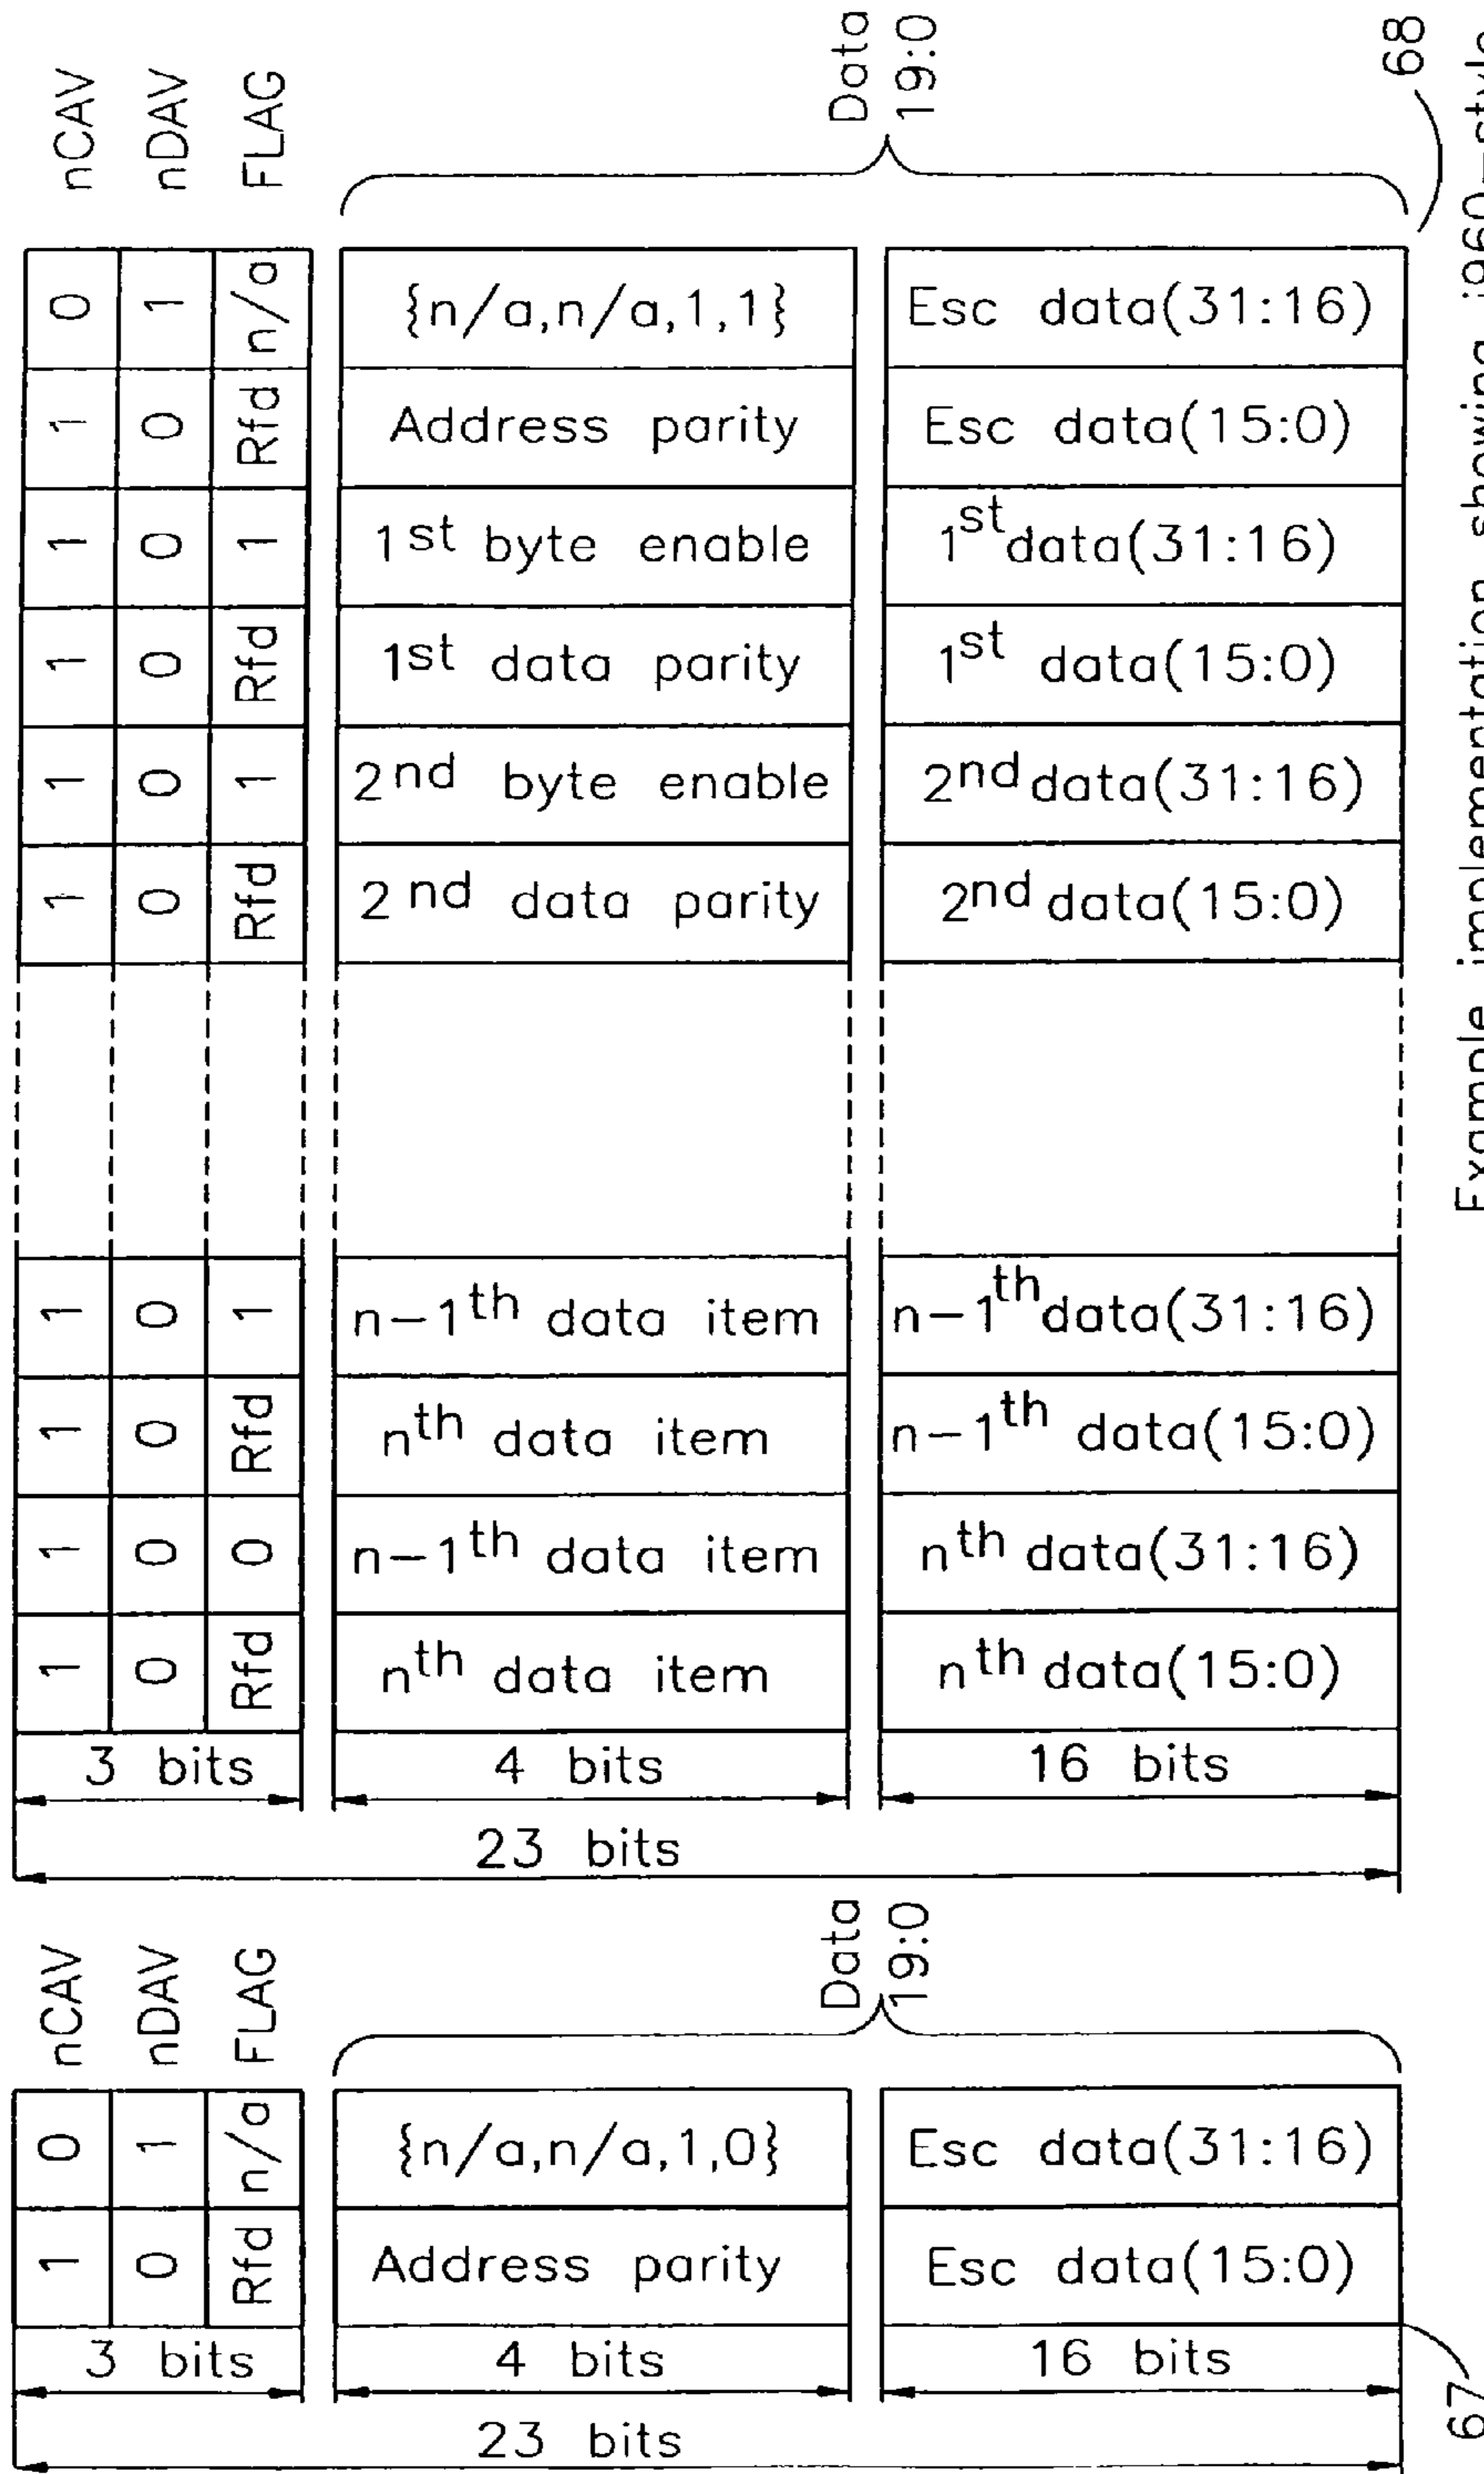 nCAV
nDAV
FLAG
Data
19:0
0 1 n/a {n/a,n/a,1,1} Esc data(31:16)
1 0 Rfd Address parity Esc data(15:0)
1 0 1 1st byte enable 1st data(31:16)
1 0 Rfd 1st data parity 1st data(15:0)
1 0 1 2nd byte enable 2nd data(31:16)
1 0 Rfd 2nd data parity 2nd data(15:0)
1 0 1 n-1th data item n-1th data(31:16)
1 0 Rfd nth data item n-1th data(15:0)
1 0 0 n-1th data item nth data(31:16)
1 0 Rfd nth data item nth data(15:0)
3 bits 4 bits 16 bits
23 bits
68
nCAV
nDAV
FLAG
Data
19:0
0 1 n/a {n/a,n/a,1,0} Esc data(31:16)
1 0 Rfd Address parity Esc data(15:0)
3 bits 4 bits 16 bits
23 bits
67
Example implementation showing i960-style